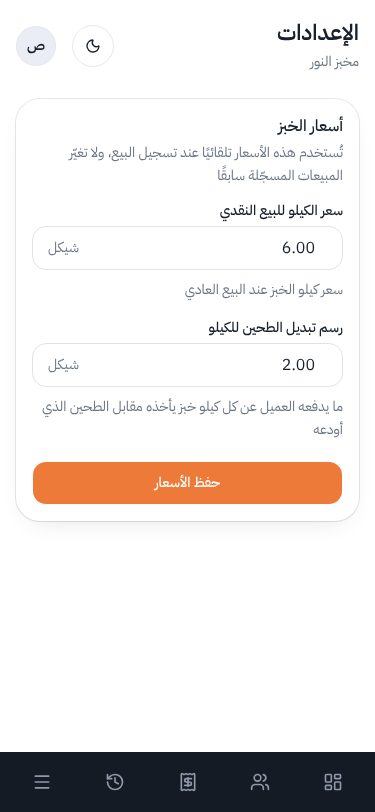 الإعدادات
مخبز النور
ص
أسعار الخبز
تُستخدم هذه الأسعار تلقائيًا عند تسجيل البيع، ولا تغيّر
المبيعات المسجّلة سابقًا
سعر الكيلو للبيع النقدي
6.00 شيكل
سعر كيلو الخبز عند البيع العادي
رسم تبديل الطحين للكيلو
2.00 شيكل
ما يدفعه العميل عن كل كيلو خبز يأخذه مقابل الطحين الذي
أودعه
حفظ الأسعار